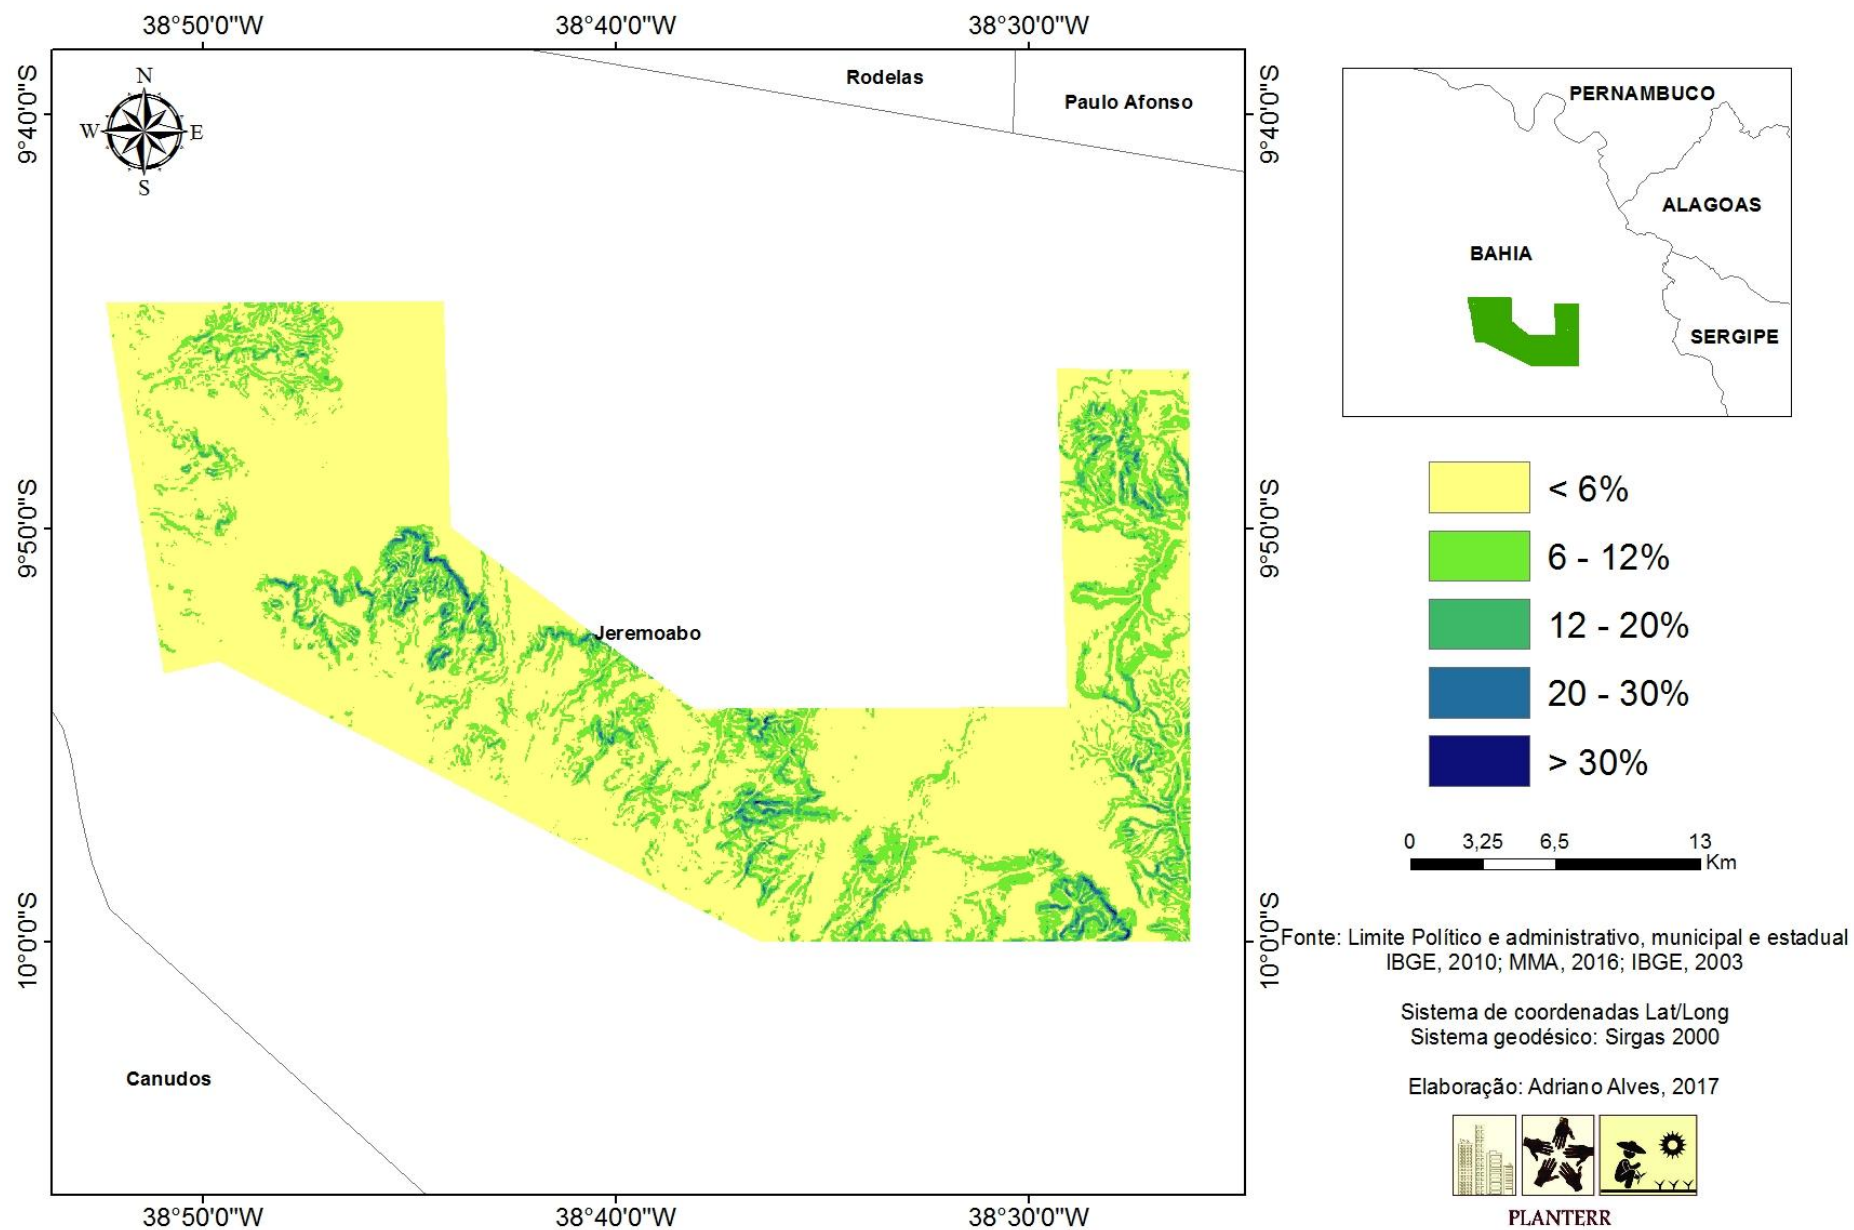 38°50'0"W
38°40'0"W
38°30'0"W
9°40'0"S
9°50'0"S
10°0'0"S
N
W
E
S
Rodelas
Paulo Afonso
Jeremoabo
Canudos
9°40'0"S
9°50'0"S
10°0'0"S
38°50'0"W
38°40'0"W
38°30'0"W
PERNAMBUCO
ALAGOAS
BAHIA
SERGIPE
< 6%
6 - 12%
12 - 20%
20 - 30%
> 30%
0 3,25 6,5 13
Km
Fonte: Limite Político e administrativo, municipal e estadual
IBGE, 2010; MMA, 2016; IBGE, 2003
Sistema de coordenadas Lat/Long
Sistema geodésico: Sirgas 2000
Elaboração: Adriano Alves, 2017
PLANTERR